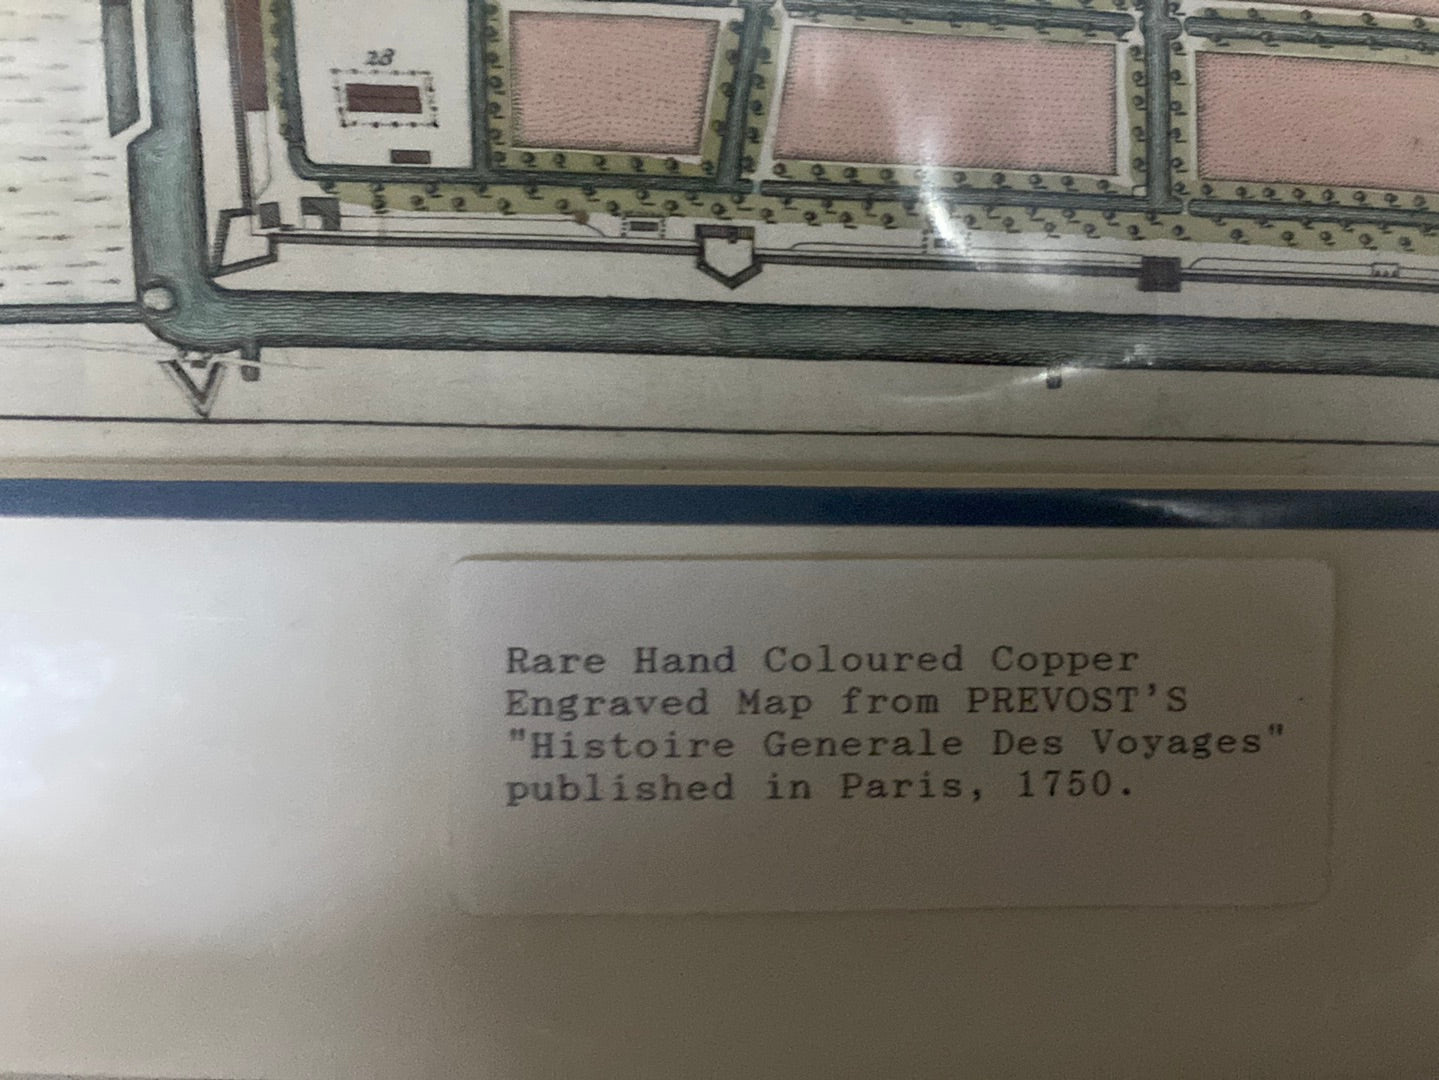 28
Rare Hand Coloured Copper
Engraved Map from PREVOST'S
"Histoire Generale Des Voyages"
published in Paris, 1750.